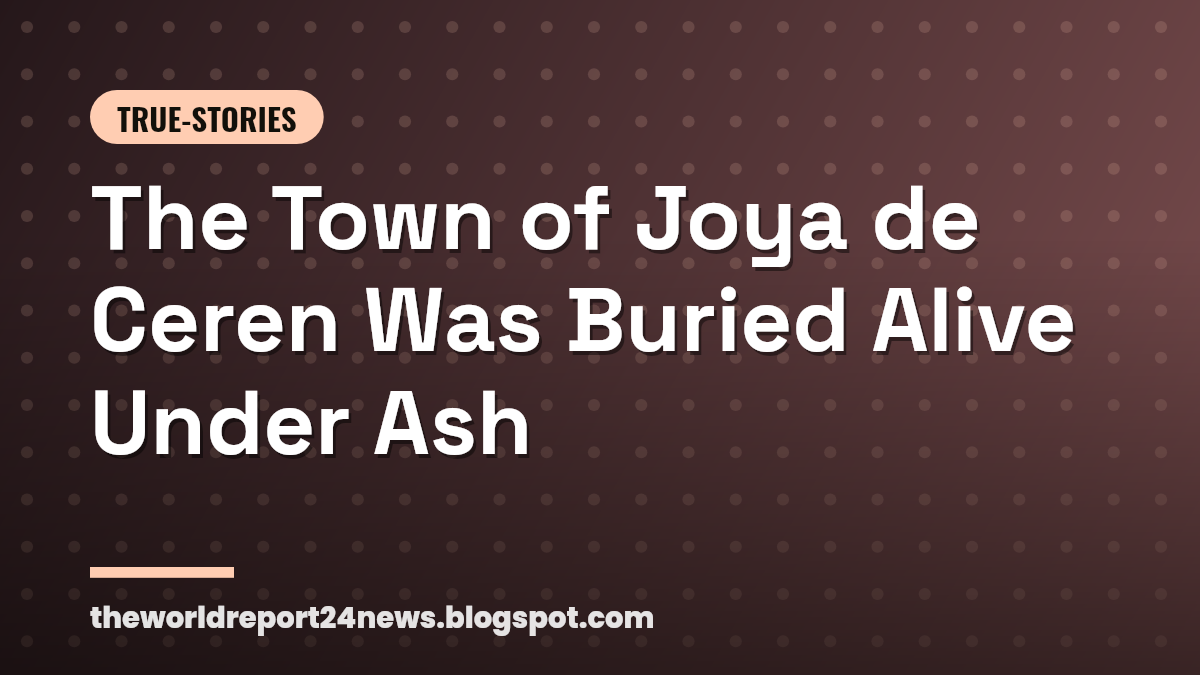 TRUE-STORIES
The Town of Joya de
Ceren Was Buried Alive
Under Ash
theworldreport24news.blogspot.com